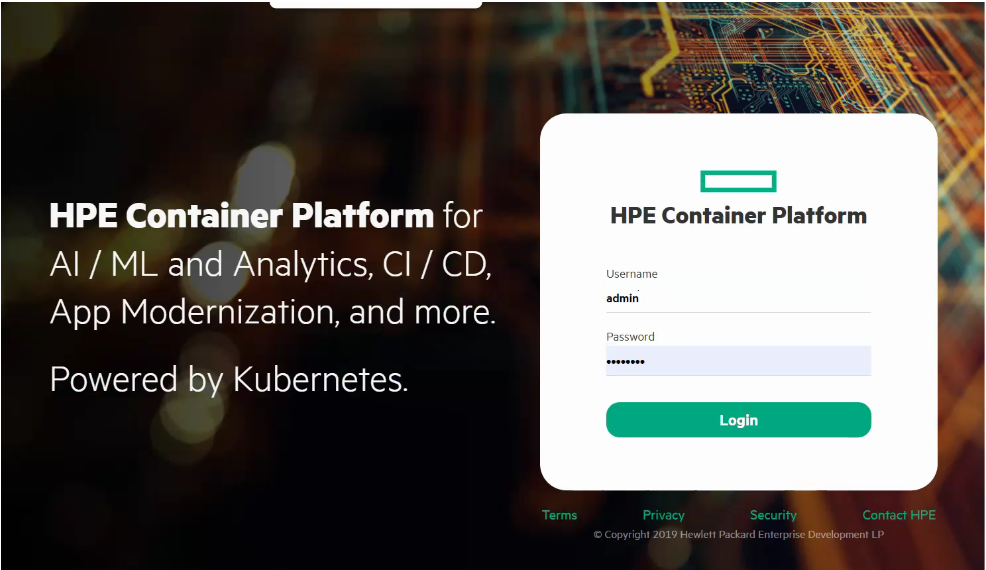 HPE Container Platform for
AI / ML and Analytics, CI / CD,
App Modernization, and more.
Powered by Kubernetes.
HPE Container Platform
Username
admin
Password
••••••••
Login
Terms Privacy Security Contact HPE
© Copyright 2019 Hewlett Packard Enterprise Development LP